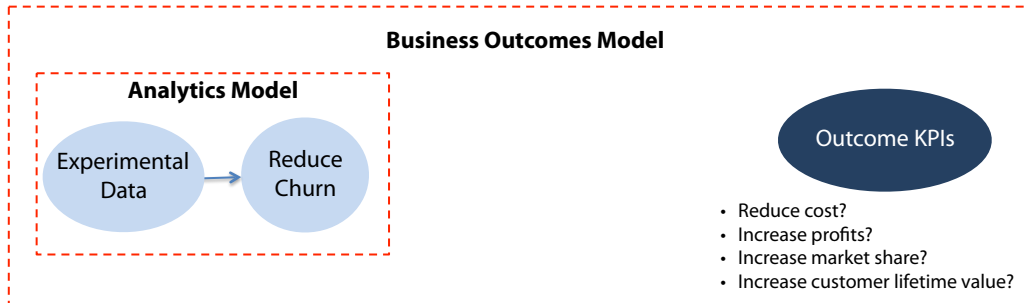 Business Outcomes Model
Analytics Model
Experimental
Data
Reduce
Churn
Outcome KPIs
• Reduce cost?
• Increase profits?
• Increase market share?
• Increase customer lifetime value?